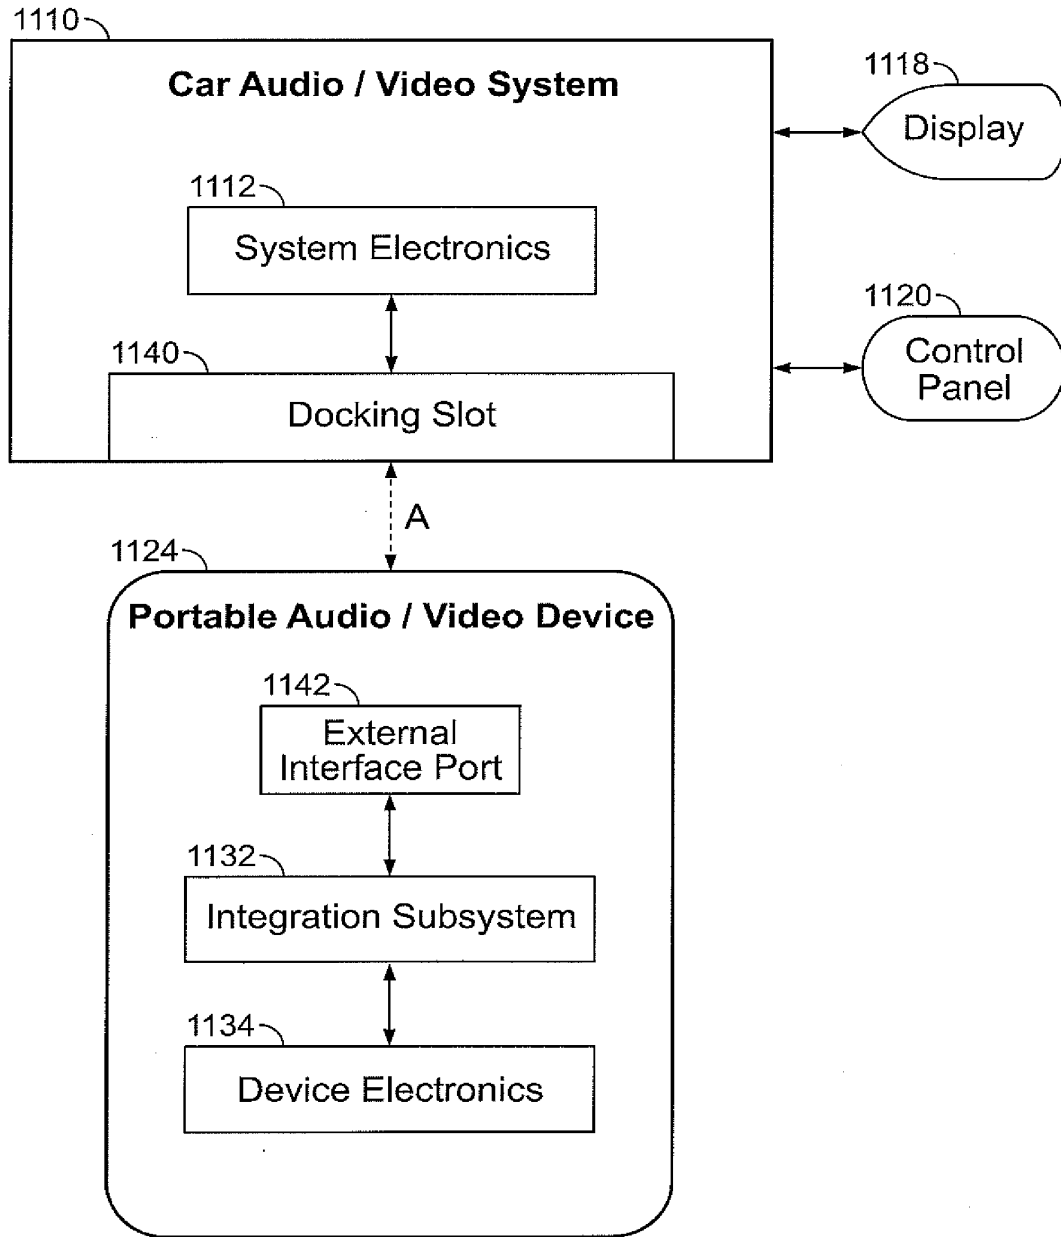 1110
Car Audio / Video System
1118
Display
1112
System Electronics
1120
Control
Panel
1140
Docking Slot
A
1124
Portable Audio / Video Device
1142
External
Interface Port
1132
Integration Subsystem
1134
Device Electronics